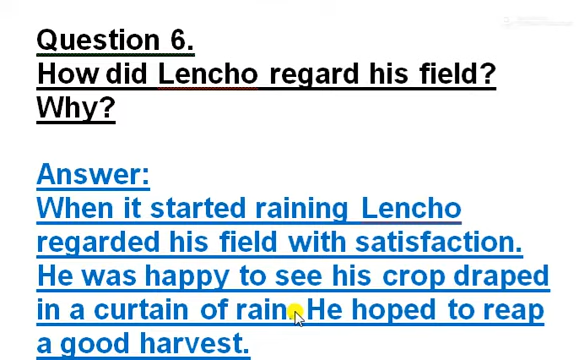 Question 6.
How did Lencho regard his field?
Why?
Answer:
When it started raining Lencho
regarded his field with satisfaction.
He was happy to see his crop draped
in a curtain of rain. He hoped to reap
a good harvest.